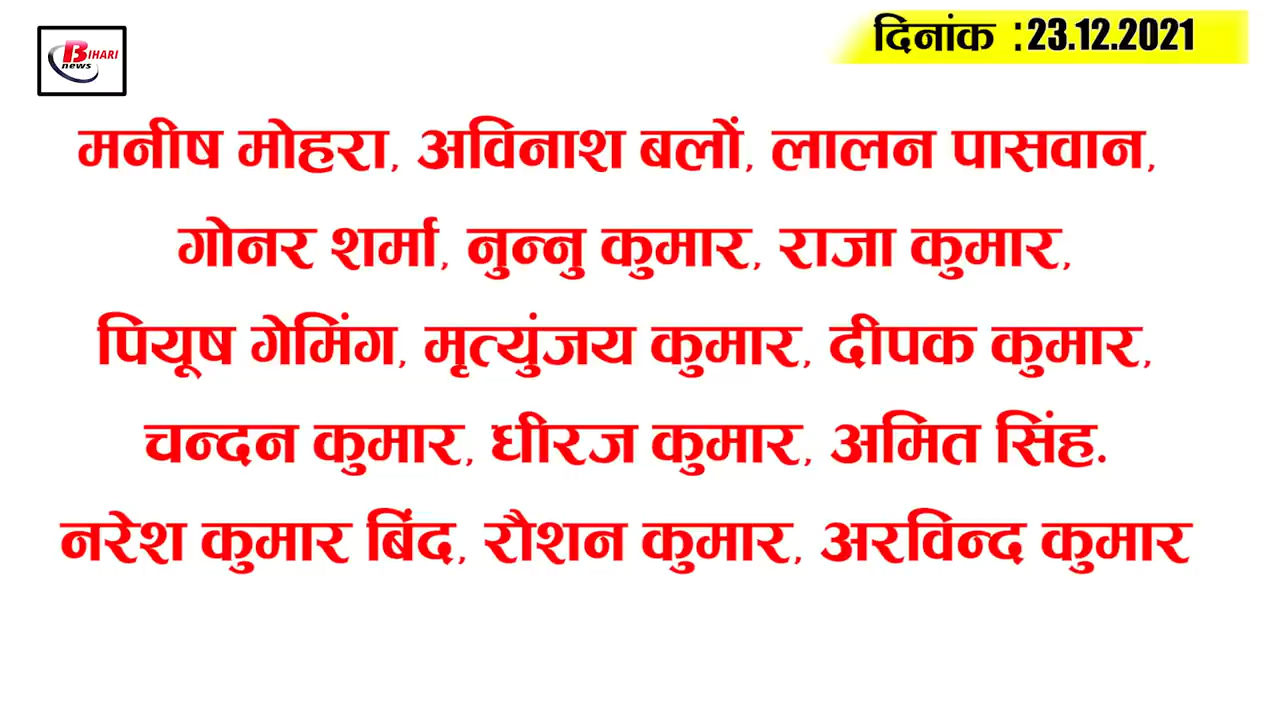 BIHARI
news
दिनांक :23.12.2021
मनीष मोहरा, अविनाश बलों, लालन पासवान,
गोनर शर्मा, नुन्नु कुमार, राजा कुमार,
पियूष गेमिंग, मृत्युंजय कुमार, दीपक कुमार,
चन्दन कुमार, धीरज कुमार, अमित सिंह.
नरेश कुमार बिंद, रौशन कुमार, अरविन्द कुमार